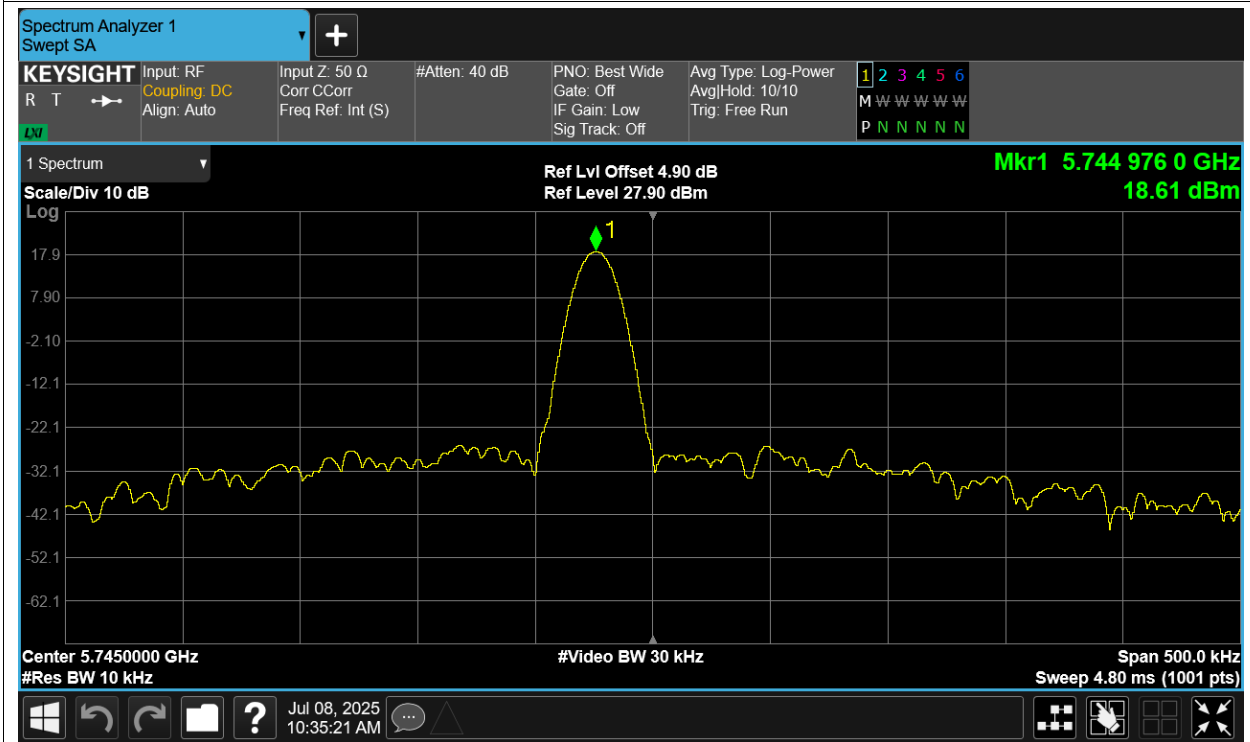 Spectrum Analyzer 1
Swept SA
+
KEYSIGHT
R T
LXI
Input: RF
Coupling: DC
Align: Auto
Input Z: 50 Ω
Corr CCorr
Freq Ref: Int (S)
#Atten: 40 dB
PNO: Best Wide
Gate: Off
IF Gain: Low
Sig Track: Off
Avg Type: Log-Power
Avg|Hold: 10/10
Trig: Free Run
1 2 3 4 5 6
M W W W W W
P N N N N N
1 Spectrum
Scale/Div 10 dB
Log
Ref Lvl Offset 4.90 dB
Ref Level 27.90 dBm
Mkr1 5.744 976 0 GHz
18.61 dBm
1
17.9
7.90
-2.10
-12.1
-22.1
-32.1
-42.1
-52.1
-62.1
Center 5.7450000 GHz
#Video BW 30 kHz
Span 500.0 kHz
#Res BW 10 kHz
Sweep 4.80 ms (1001 pts)
?
Jul 08, 2025
10:35:21 AM